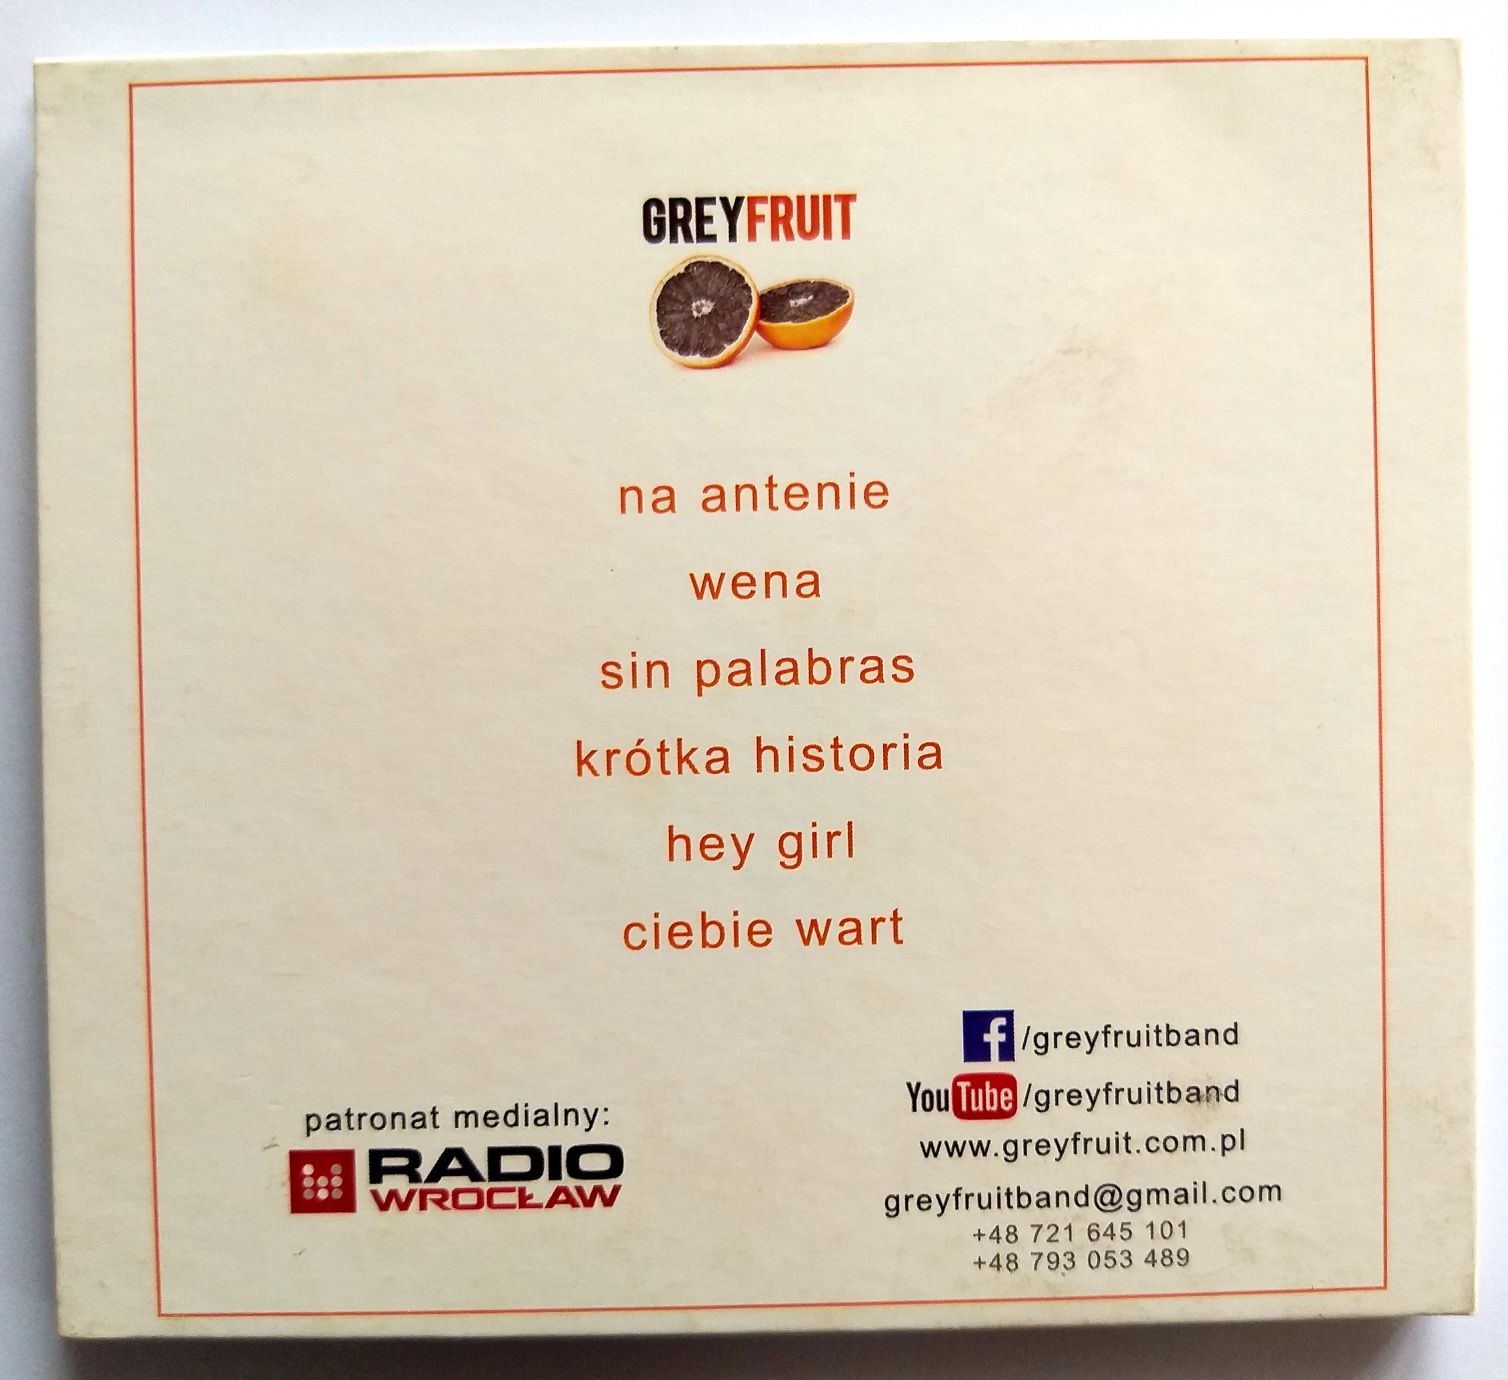 GREYFRUIT
na antenie
wena
sin palabras
krótka historia
hey girl
ciebie wart
f /greyfruitband
YouTube /greyfruitband
www.greyfruit.com.pl
greyfruitband@gmail.com
+48 721 645 101
+48 793 053 489
patronat medialny:
RADIO
WROCŁAW